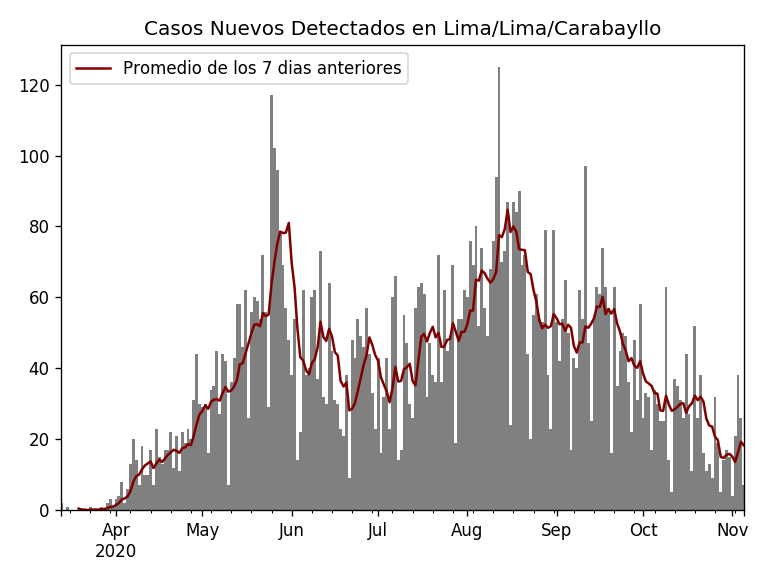 Casos Nuevos Detectados en Lima/Lima/Carabayllo
Promedio de los 7 dias anteriores
120
100
80
60
40
20
0
Apr May Jun Jul Aug Sep Oct Nov
2020